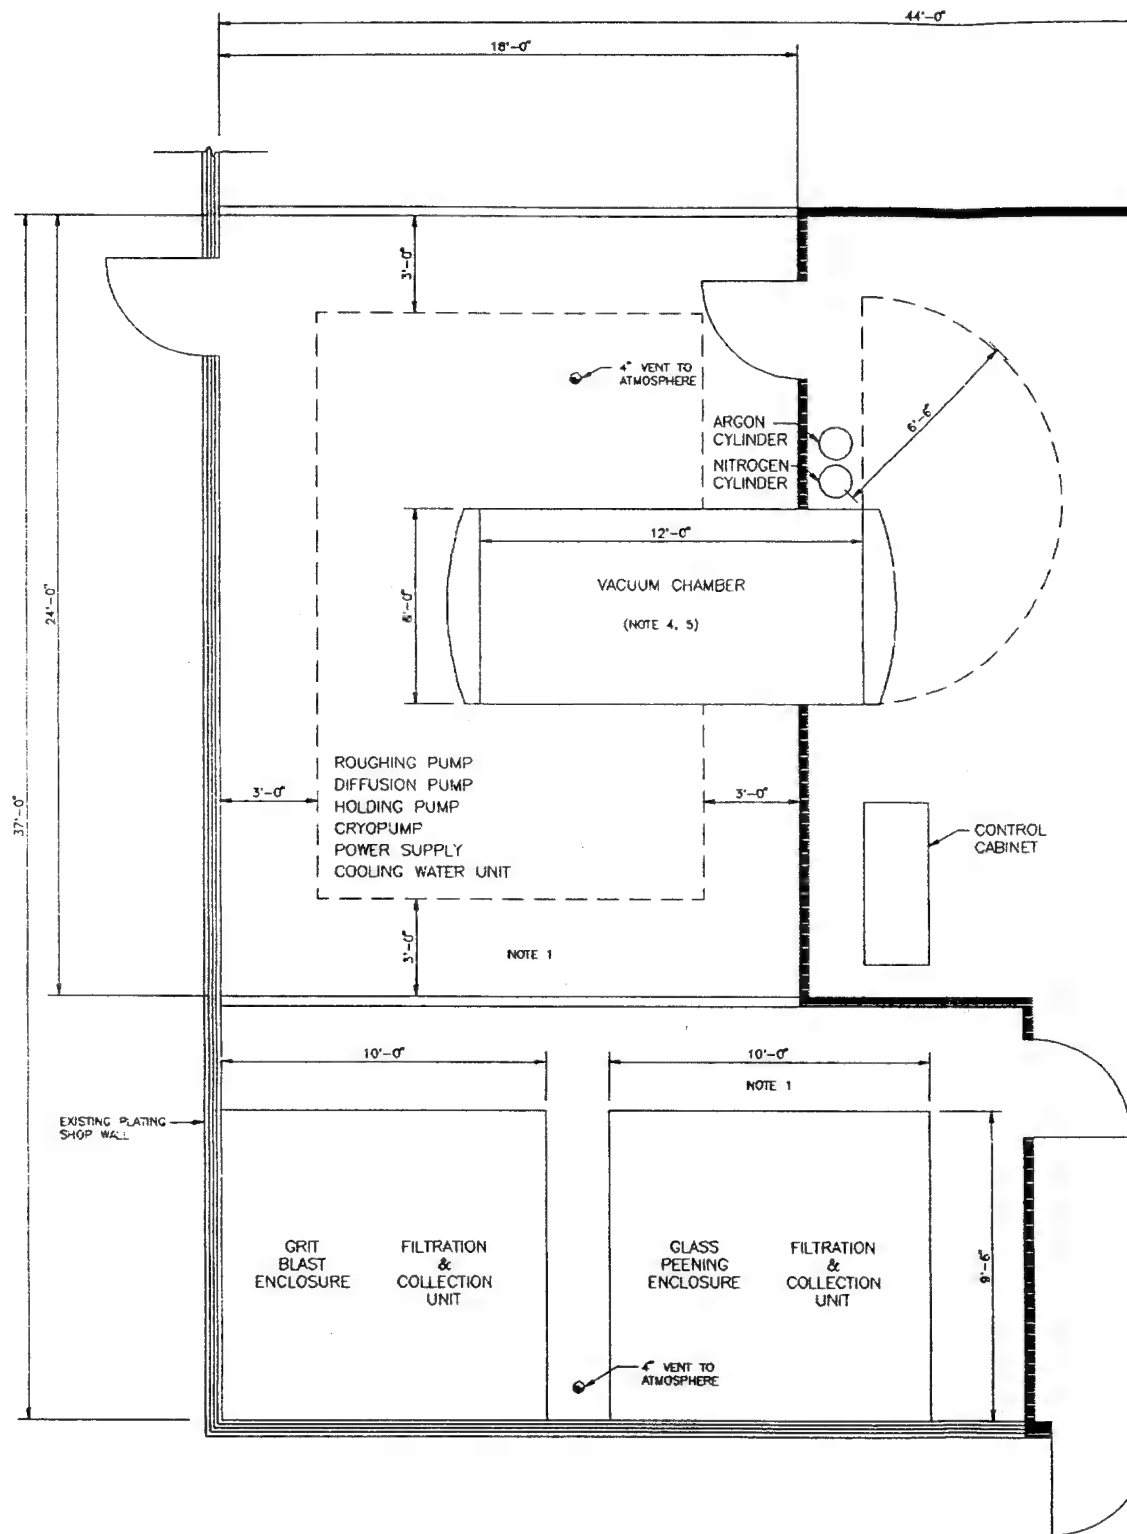 44'-0"
18'-0"
3'-0"
4" VENT TO
ATMOSPHERE
ARGON
CYLINDER
NITROGEN
CYLINDER
6'-6"
12'-0"
VACUUM CHAMBER
(NOTE 4, 5)
6'-0"
24'-0"
37'-0"
ROUGHING PUMP
DIFFUSION PUMP
HOLDING PUMP
CRYOPUMP
POWER SUPPLY
COOLING WATER UNIT
3'-0"
3'-0"
CONTROL
CABINET
3'-0"
NOTE 1
10'-0"
10'-0"
NOTE 1
EXISTING PLATING
SHOP WALL
GRIT
BLAST
ENCLOSURE
FILTRATION
&
COLLECTION
UNIT
GLASS
PEENING
ENCLOSURE
FILTRATION
&
COLLECTION
UNIT
9'-6"
4" VENT TO
ATMOSPHERE